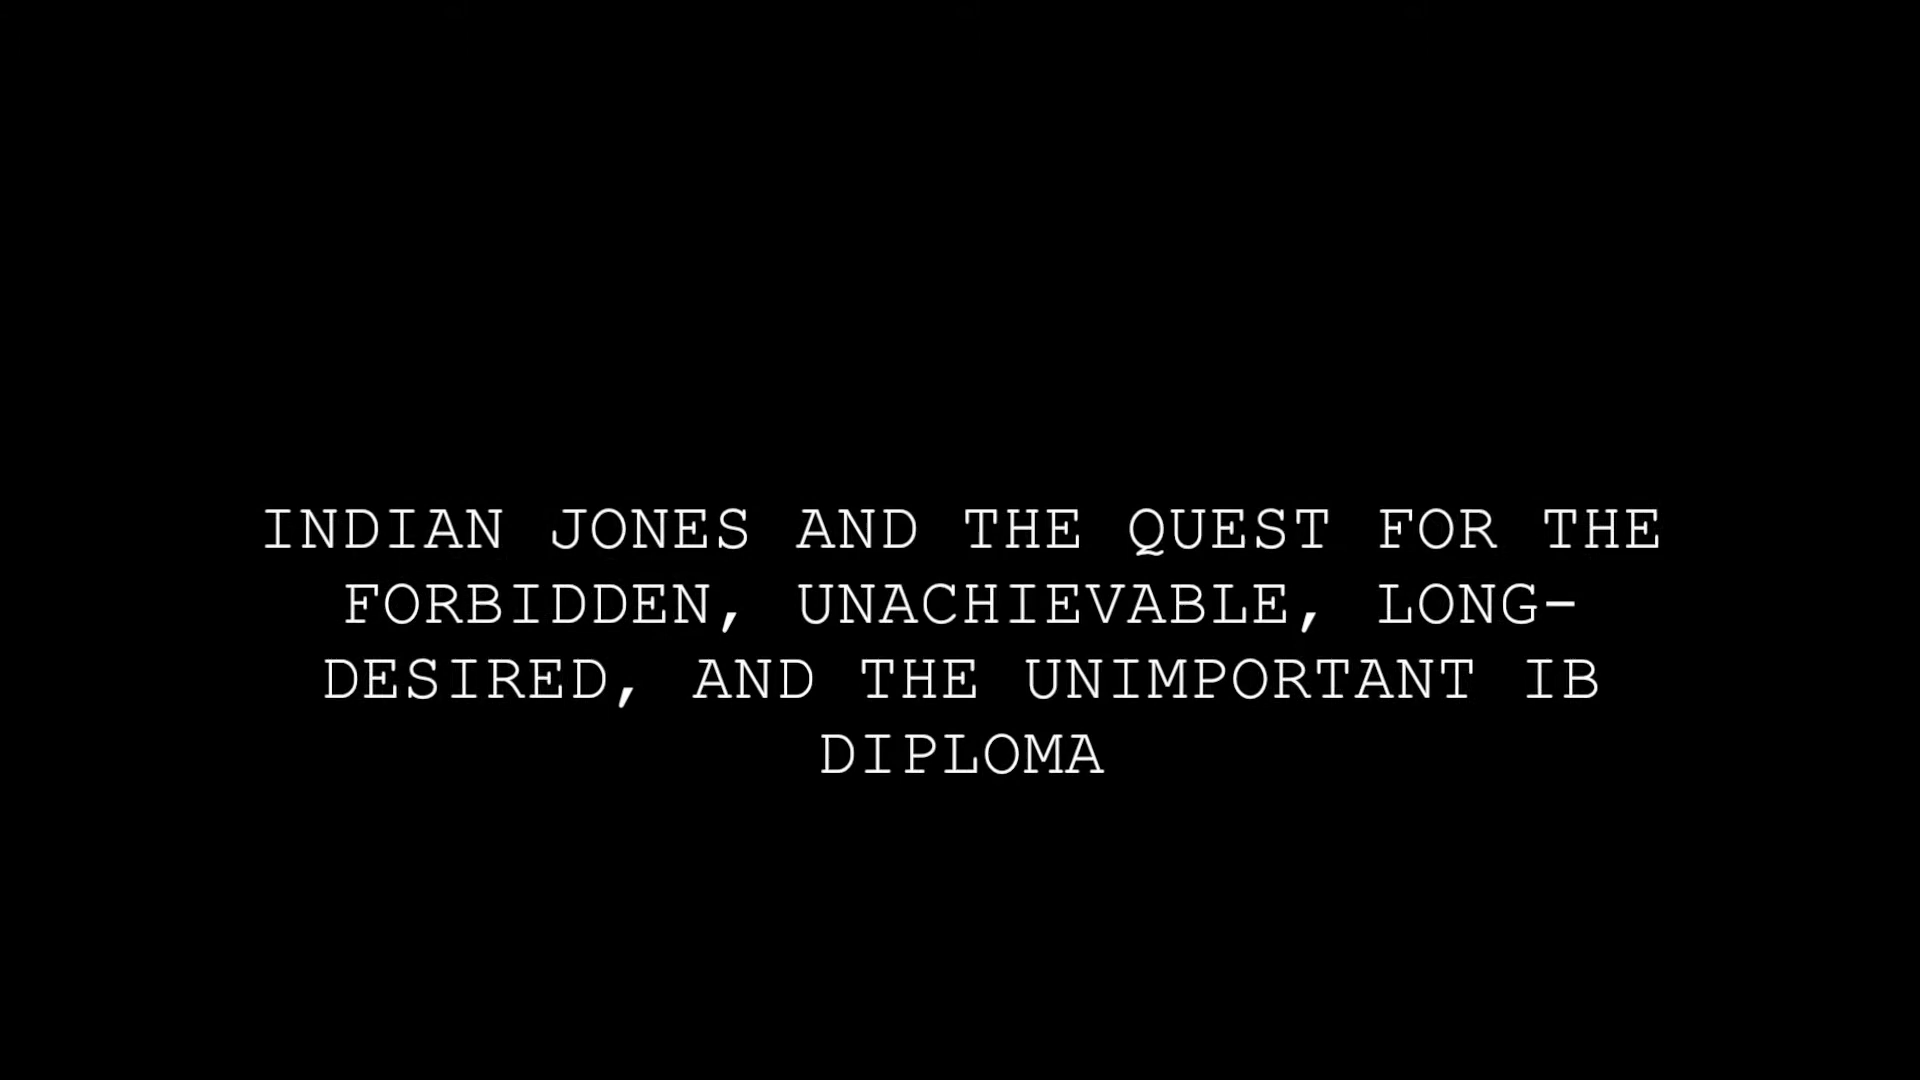 INDIAN JONES AND THE QUEST FOR THE
FORBIDDEN, UNACHIEVABLE, LONG-
DESIRED, AND THE UNIMPORTANT IB
DIPLOMA